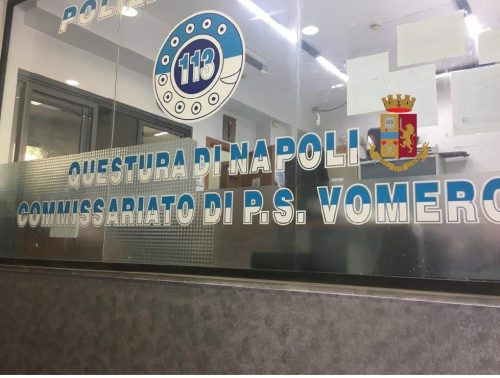 113
QUESTURA DI NAPOLI
COMMISSARIATO DI P.S. VOMERO